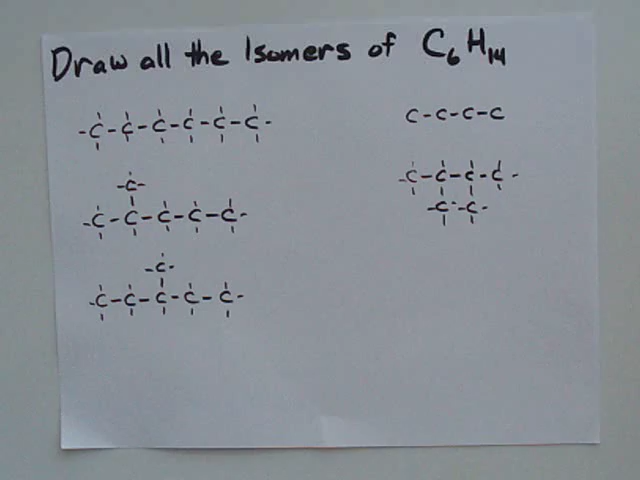 Draw all the Isomers of C₆H₁₄
-C-C-C-C-C-C-
C-C-C-C
-C-
-C-C-C-C-C-
-C-C-C-C-
-C-C-
-C-
-C-C-C-C-C-